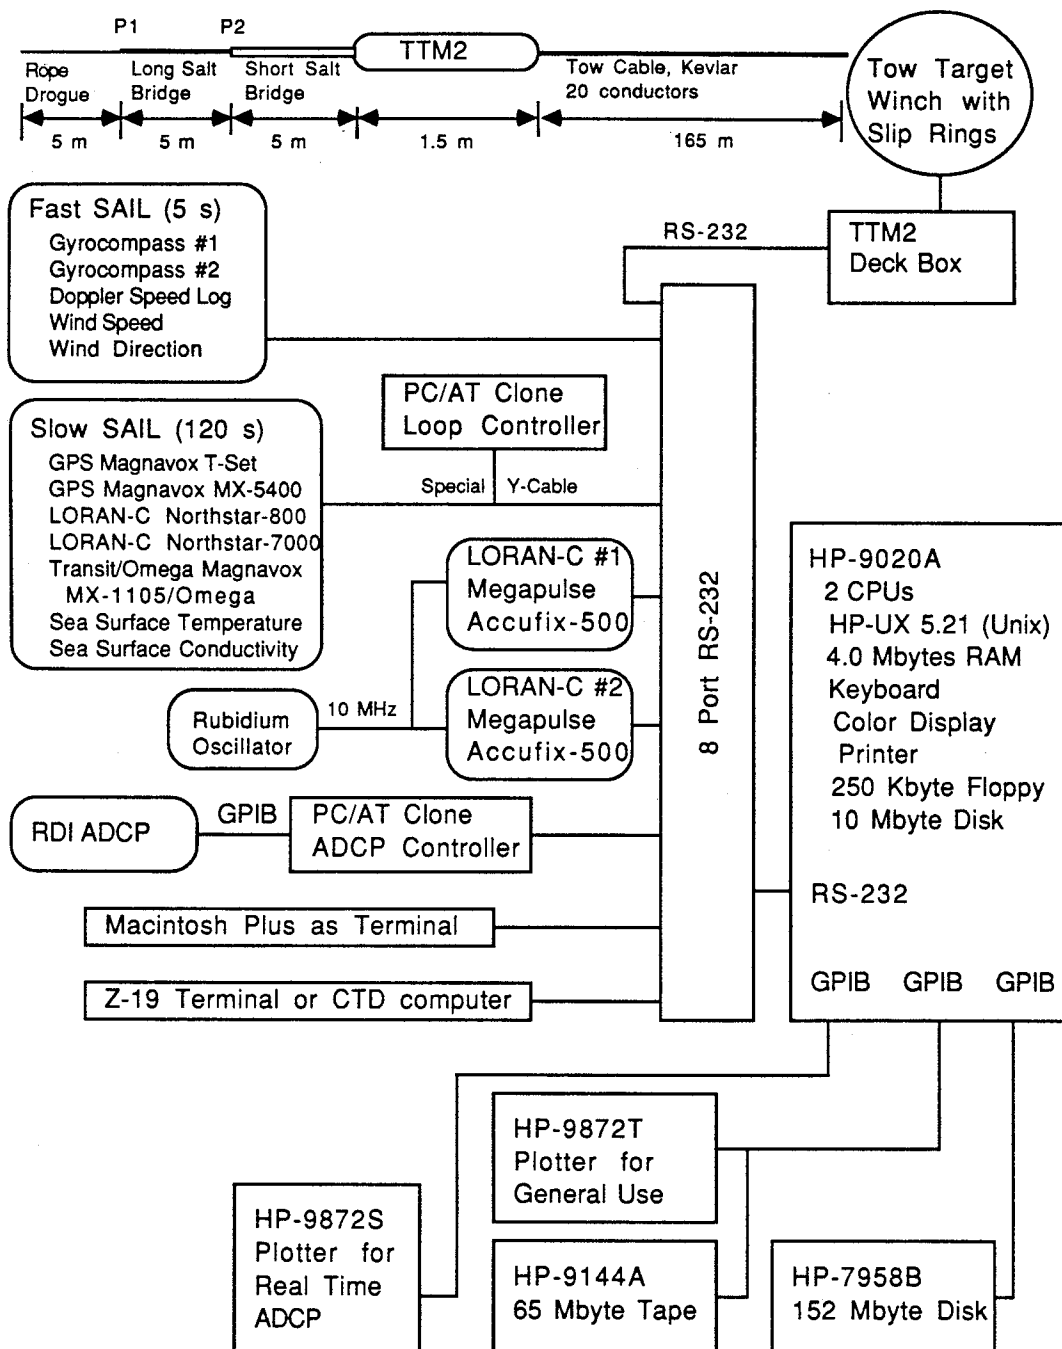 P1 P2
TTM2
Rope
Drogue
Long Salt
Bridge
Short Salt
Bridge
Tow Cable, Kevlar
20 conductors
5 m 5 m 5 m 1.5 m 165 m
Tow Target
Winch with
Slip Rings
RS-232
TTM2
Deck Box
Fast SAIL (5 s)
Gyrocompass #1
Gyrocompass #2
Doppler Speed Log
Wind Speed
Wind Direction
PC/AT Clone
Loop Controller
Special Y-Cable
Slow SAIL (120 s)
GPS Magnavox T-Set
GPS Magnavox MX-5400
LORAN-C Northstar-800
LORAN-C Northstar-7000
Transit/Omega Magnavox
MX-1105/Omega
Sea Surface Temperature
Sea Surface Conductivity
LORAN-C #1
Megapulse
Accufix-500
Rubidium
Oscillator
10 MHz
LORAN-C #2
Megapulse
Accufix-500
8 Port RS-232
RDI ADCP
GPIB
PC/AT Clone
ADCP Controller
Macintosh Plus as Terminal
Z-19 Terminal or CTD computer
HP-9020A
2 CPUs
HP-UX 5.21 (Unix)
4.0 Mbytes RAM
Keyboard
Color Display
Printer
250 Kbyte Floppy
10 Mbyte Disk
RS-232
GPIB GPIB GPIB
HP-9872S
Plotter for
Real Time
ADCP
HP-9872T
Plotter for
General Use
HP-9144A
65 Mbyte Tape
HP-7958B
152 Mbyte Disk